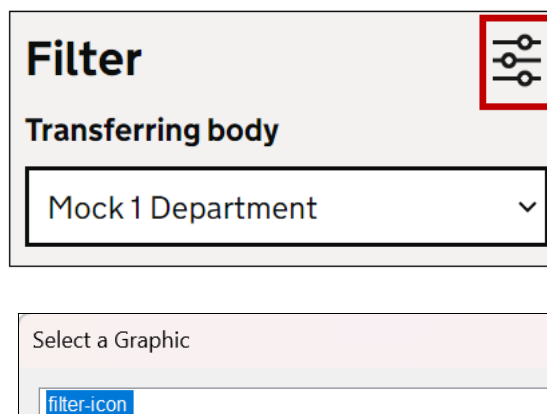 Filter
Transferring body
Mock 1 Department
Select a Graphic
filter-icon